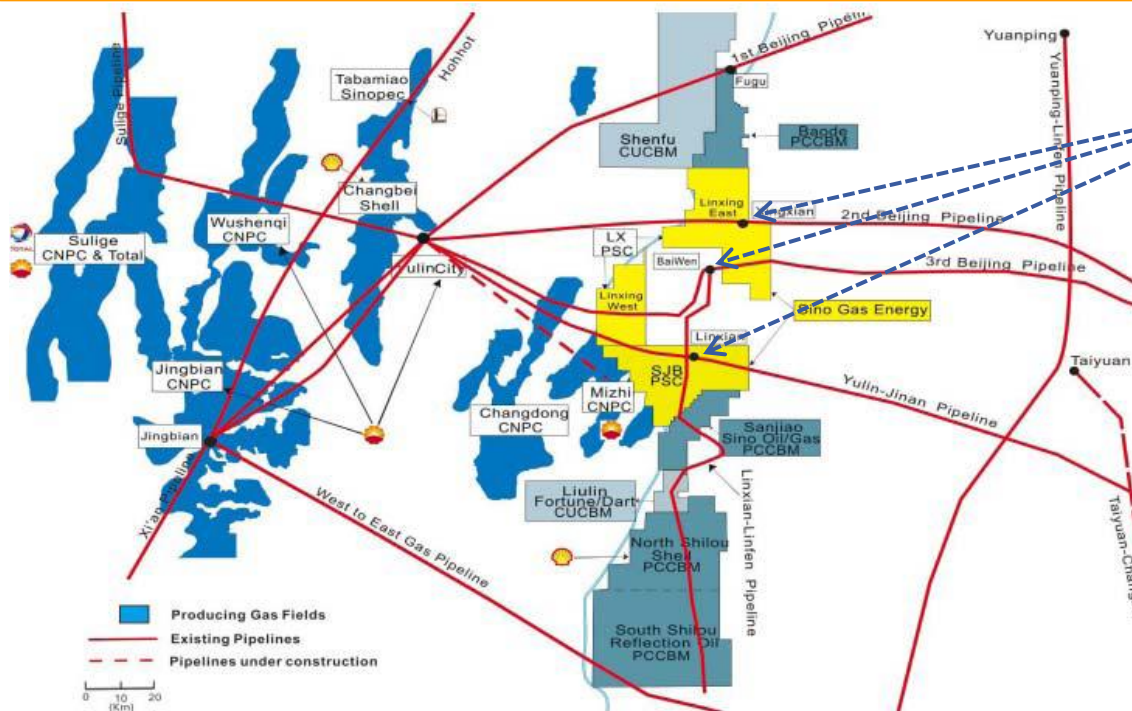 1st Beijing Pipeli
Yuanping
Sulige Pipeline
Hohhot
Tabamiao
Sinopec
Fugu
Yuanping-Linfen Pipeline
Shenfu
CUCBM
Baode
PCCBM
Changbei
Shell
Linxing
East
Wushenqi
CNPC
2nd Beijing Pipeline
TOTAL
Sulige
CNPC & Total
LX
PSC
BaiWen
YulinCity
3rd Beijing Pipeline
Linxing
West
Sino Gas Energy
Linxian
Jingbian
CNPC
Taiyuan
SJB
PSC
Mizhi
CNPC
Yulin-Jinan Pipeline
Changdong
CNPC
Sanjiao
Sino Oil/Gas
PCCBM
Jingbian
Xi'an Pipeline
West to East Gas Pipeline
Liulin
Fortune/Dart
CUCBM
Linxian-Linfen Pipeline
Taiyuan-Chang
North Shilou
Shell
PCCBM
South Shilou
Reflection Oil
PCCBM
Producing Gas Fields
Existing Pipelines
Pipelines under construction
0 10 20
(Km)